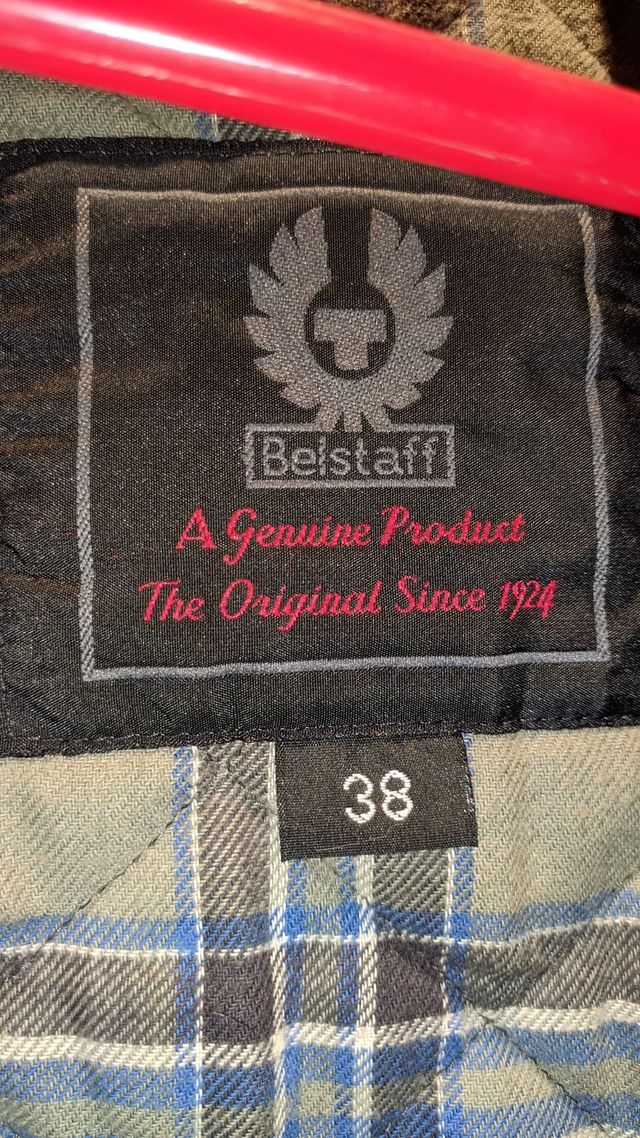 Belstaff
A Genuine Product
The Original Since 1924
38